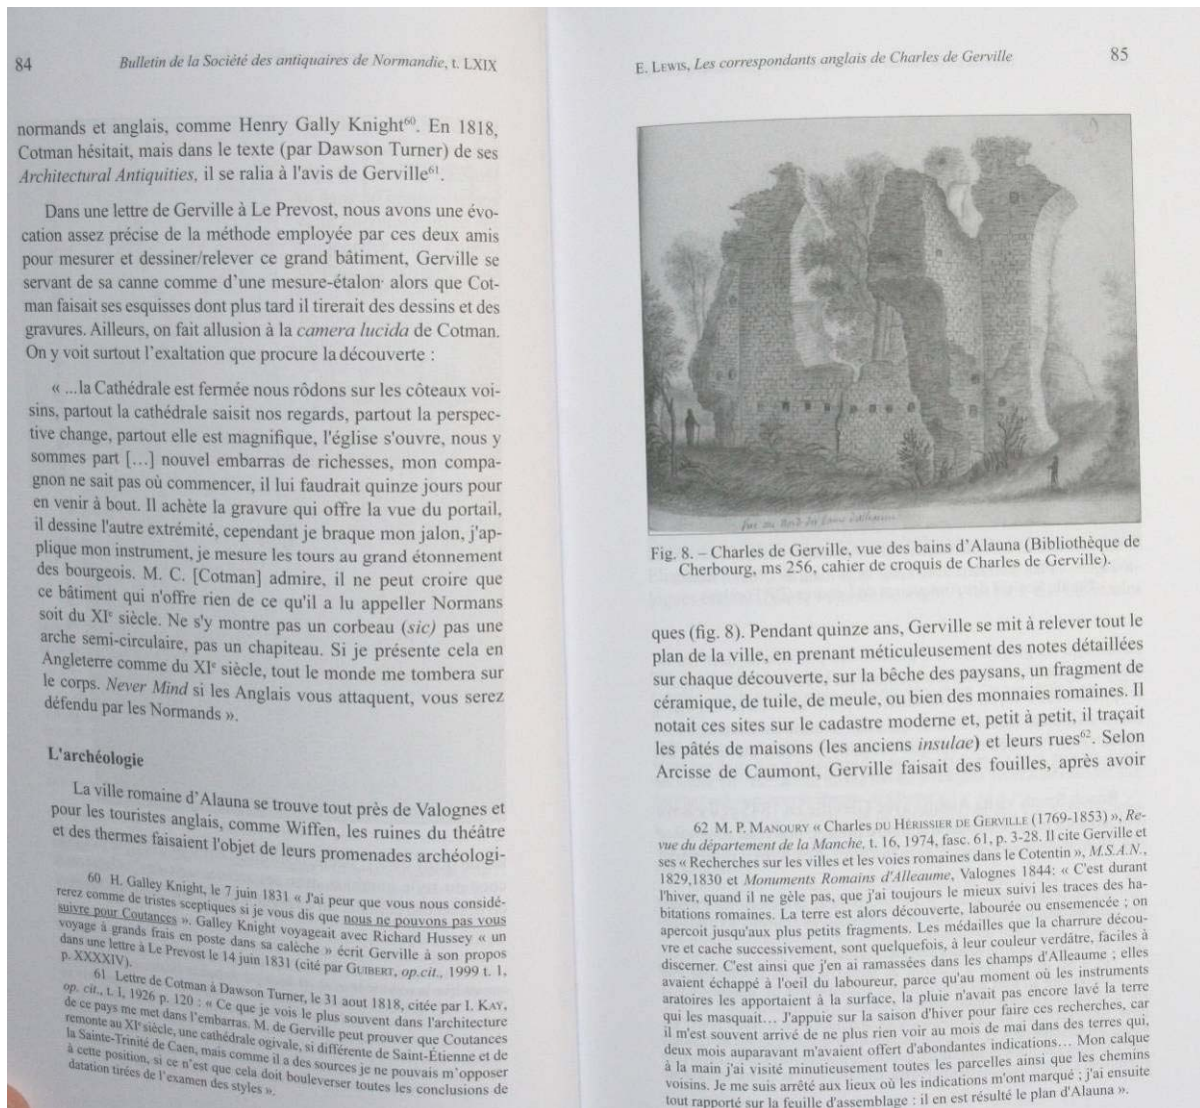 84
Bulletin de la Société des antiquaires de Normandie, t. LXIX
normands et anglais, comme Henry Gally Knight⁶⁰. En 1818,
Cotman hésitait, mais dans le texte (par Dawson Turner) de ses
Architectural Antiquities, il se ralia à l'avis de Gerville⁶¹.
Dans une lettre de Gerville à Le Prevost, nous avons une évo-
cation assez précise de la méthode employée par ces deux amis
pour mesurer et dessiner/relever ce grand bâtiment, Gerville se
servant de sa canne comme d'une mesure-étalon alors que Cot-
man faisait ses esquisses dont plus tard il tirerait des dessins et des
gravures. Ailleurs, on fait allusion à la camera lucida de Cotman.
On y voit surtout l'exaltation que procure la découverte :
« ...la Cathédrale est fermée nous rôdons sur les côteaux voi-
sins, partout la cathédrale saisit nos regards, partout la perspec-
tive change, partout elle est magnifique, l'église s'ouvre, nous y
sommes part [...] nouvel embarras de richesses, mon compa-
gnon ne sait pas où commencer, il lui faudrait quinze jours pour
en venir à bout. Il achète la gravure qui offre la vue du portail,
il dessine l'autre extrémité, cependant je braque mon jalon, j'ap-
plique mon instrument, je mesure les tours au grand étonnement
des bourgeois. M. C. [Cotman] admire, il ne peut croire que
ce bâtiment qui n'offre rien de ce qu'il a lu appeller Normans
soit du XIᵉ siècle. Ne s'y montre pas un corbeau (sic) pas une
arche semi-circulaire, pas un chapiteau. Si je présente cela en
Angleterre comme du XIᵉ siècle, tout le monde me tombera sur
le corps. Never Mind si les Anglais vous attaquent, vous serez
défendu par les Normands ».
L'archéologie
La ville romaine d'Alauna se trouve tout près de Valognes et
pour les touristes anglais, comme Wiffen, les ruines du théâtre
et des thermes faisaient l'objet de leurs promenades archéologi-
60 H. Galley Knight, le 7 juin 1831 « J'ai peur que vous nous considé-
rerez comme de tristes sceptiques si je vous dis que nous ne pouvons pas vous
suivre pour Coutances ». Galley Knight voyageait avec Richard Hussey « un
voyage à grands frais en poste dans sa calèche » écrit Gerville à son propos
dans une lettre à Le Prevost le 14 juin 1831 (cité par GUIBERT, op.cit., 1999 t. 1,
p. XXXXIV).
61 Lettre de Cotman à Dawson Turner, le 31 aout 1818, citée par I. KAY,
op. cit., t. 1, 1926 p. 120 : « Ce que je vois le plus souvent dans l'architecture
de ce pays me met dans l'embarras. M. de Gerville peut prouver que Coutances
remonte au XIᵉ siècle, une cathédrale ogivale, si différente de Saint-Étienne et de
la Sainte-Trinité de Caen, mais comme il a des sources je ne pouvais m'opposer
à cette position, si ce n'est que cela doit bouleverser toutes les conclusions de
datation tirées de l'examen des styles ».
E. LEWIS, Les correspondants anglais de Charles de Gerville
85
Fig. 8. – Charles de Gerville, vue des bains d'Alauna (Bibliothèque de
Cherbourg, ms 256, cahier de croquis de Charles de Gerville).
ques (fig. 8). Pendant quinze ans, Gerville se mit à relever tout le
plan de la ville, en prenant méticuleusement des notes détaillées
sur chaque découverte, sur la bêche des paysans, un fragment de
céramique, de tuile, de meule, ou bien des monnaies romaines. Il
notait ces sites sur le cadastre moderne et, petit à petit, il traçait
les pâtés de maisons (les anciens insulae) et leurs rues⁶². Selon
Arcisse de Caumont, Gerville faisait des fouilles, après avoir
62 M. P. MANOURY « Charles DU HÉRISSIER DE GERVILLE (1769-1853) », Re-
vue du département de la Manche, t. 16, 1974, fasc. 61, p. 3-28. Il cite Gerville et
ses « Recherches sur les villes et les voies romaines dans le Cotentin », M.S.A.N.,
1829,1830 et Monuments Romains d'Alleaume, Valognes 1844: « C'est durant
l'hiver, quand il ne gèle pas, que j'ai toujours le mieux suivi les traces des ha-
bitations romaines. La terre est alors découverte, labourée ou ensemencée ; on
apercoit jusqu'aux plus petits fragments. Les médailles que la charrure décou-
vre et cache successivement, sont quelquefois, à leur couleur verdâtre, faciles à
discerner. C'est ainsi que j'en ai ramassées dans les champs d'Alleaume ; elles
avaient échappé à l'oeil du laboureur, parce qu'au moment où les instruments
aratoires les apportaient à la surface, la pluie n'avait pas encore lavé la terre
qui les masquait... J'appuie sur la saison d'hiver pour faire ces recherches, car
il m'est souvent arrivé de ne plus rien voir au mois de mai dans des terres qui,
deux mois auparavant m'avaient offert d'abondantes indications... Mon calque
à la main j'ai visité minutieusement toutes les parcelles ainsi que les chemins
voisins. Je me suis arrêté aux lieux où les indications m'ont marqué ; j'ai ensuite
tout rapporté sur la feuille d'assemblage : il en est résulté le plan d'Alauna ».